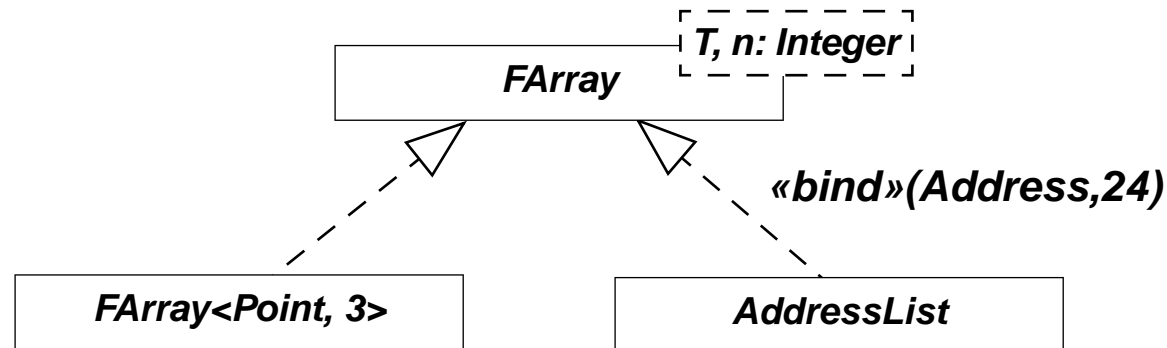 T, n: Integer
FArray
«bind»(Address,24)
FArray<Point, 3>
AddressList